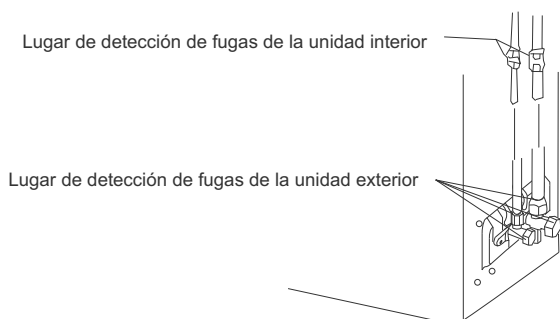 Lugar de detección de fugas de la unidad interior
Lugar de detección de fugas de la unidad exterior